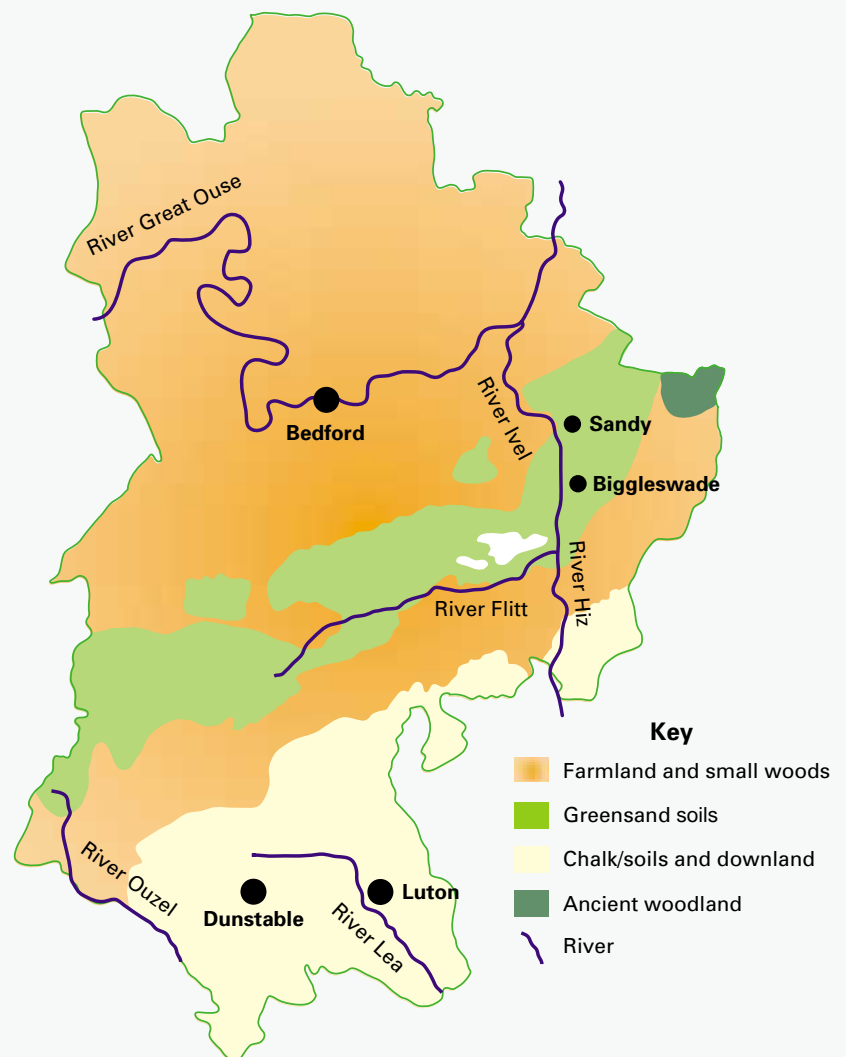 River Great Ouse
Bedford
River Ivel
Sandy
Biggleswade
River Hiz
River Flitt
River Ouzel
Dunstable
Luton
River Lea
Key
Farmland and small woods
Greensand soils
Chalk/soils and downland
Ancient woodland
River